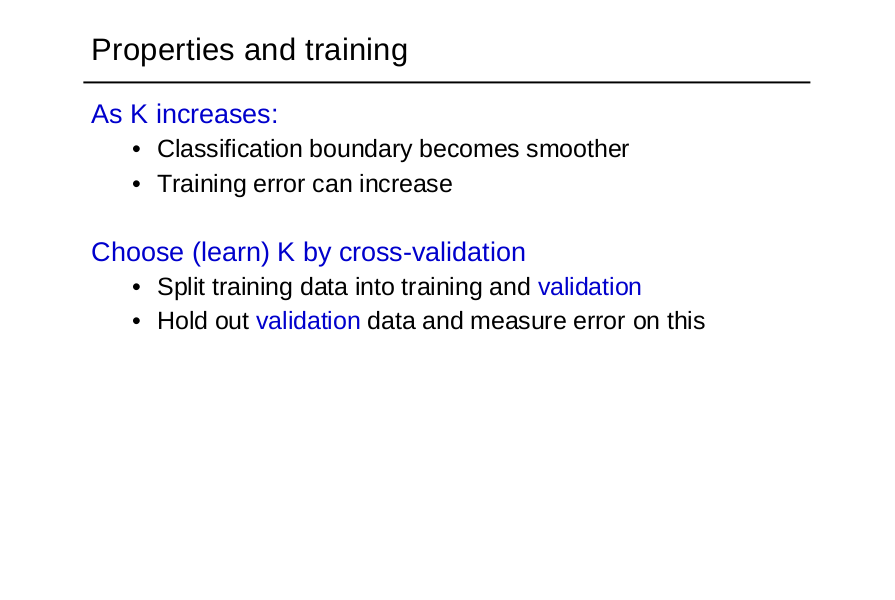 Properties and training
As K increases:
• Classification boundary becomes smoother
• Training error can increase
Choose (learn) K by cross-validation
• Split training data into training and validation
• Hold out validation data and measure error on this